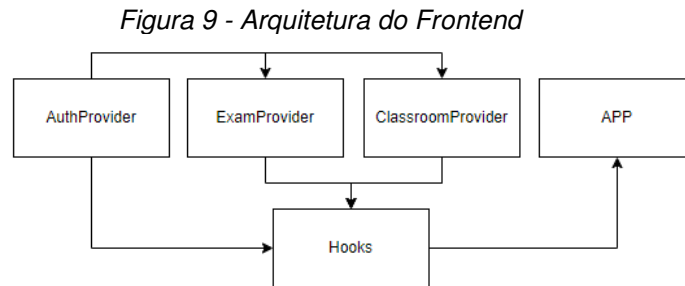 Figura 9 - Arquitetura do Frontend
AuthProvider
ExamProvider
ClassroomProvider
APP
Hooks